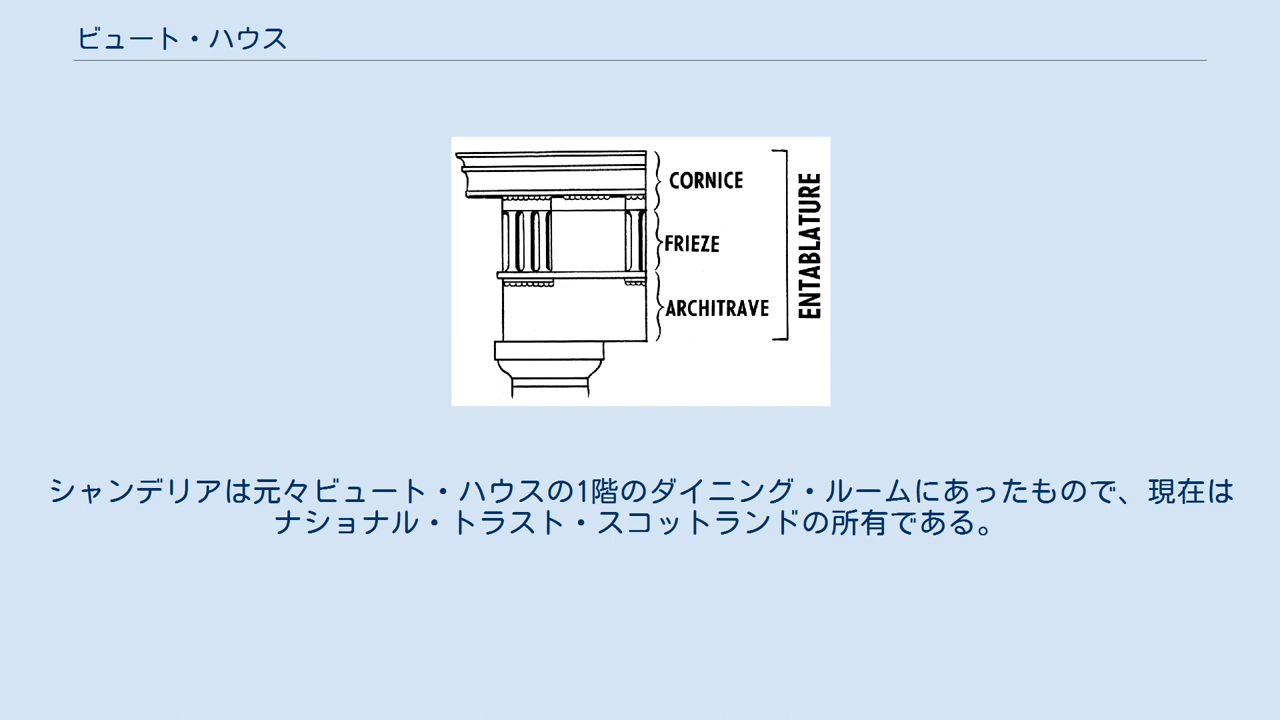 ビュート・ハウス
CORNICE
FRIEZE
ARCHITRAVE
ENTABLATURE
シャンデリアは元々ビュート・ハウスの1階のダイニング・ルームにあったもので、現在は
ナショナル・トラスト・スコットランドの所有である。